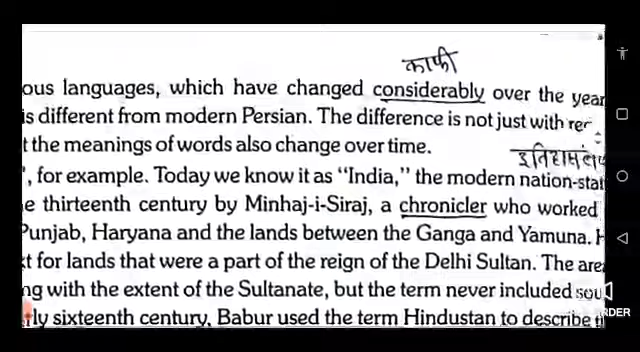 काफी
ous languages, which have changed considerably over the year
is different from modern Persian. The difference is not just with
t the meanings of words also change over time.
", for example. Today we know it as "India," the modern nation-stat
e thirteenth century by Minhaj-i-Siraj, a chronicler who worked
Punjab, Haryana and the lands between the Ganga and Yamuna. H
t for lands that were a part of the reign of the Delhi Sultan. The are
ng with the extent of the Sultanate, but the term never included sou
rly sixteenth century, Babur used the term Hindustan to describe
RDER